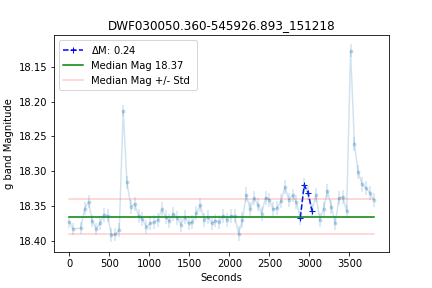 DWF030050.360-545926.893_151218
ΔM: 0.24
Median Mag 18.37
Median Mag +/- Std
g band Magnitude
18.15
18.20
18.25
18.30
18.35
18.40
0 500 1000 1500 2000 2500 3000 3500
Seconds